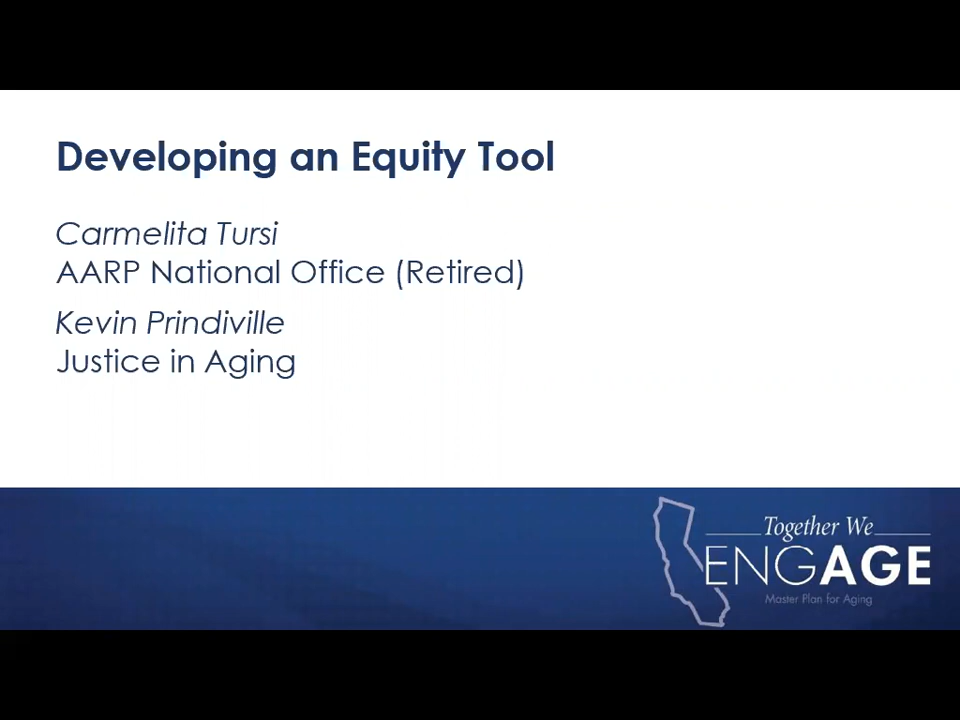 Developing an Equity Tool
Carmelita Tursi
AARP National Office (Retired)
Kevin Prindiville
Justice in Aging
Together We
ENGAGE
Master Plan for Aging